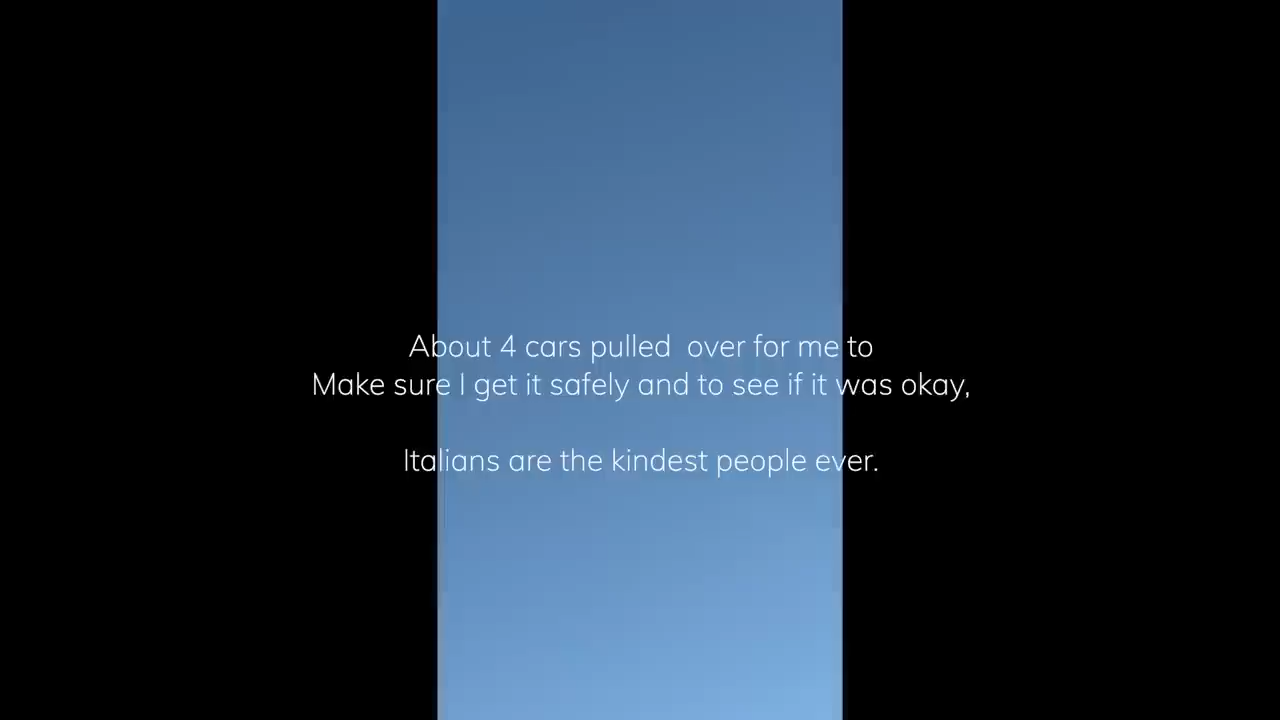 About 4 cars pulled  over for me to
Make sure I get it safely and to see if it was okay,
Italians are the kindest people ever.